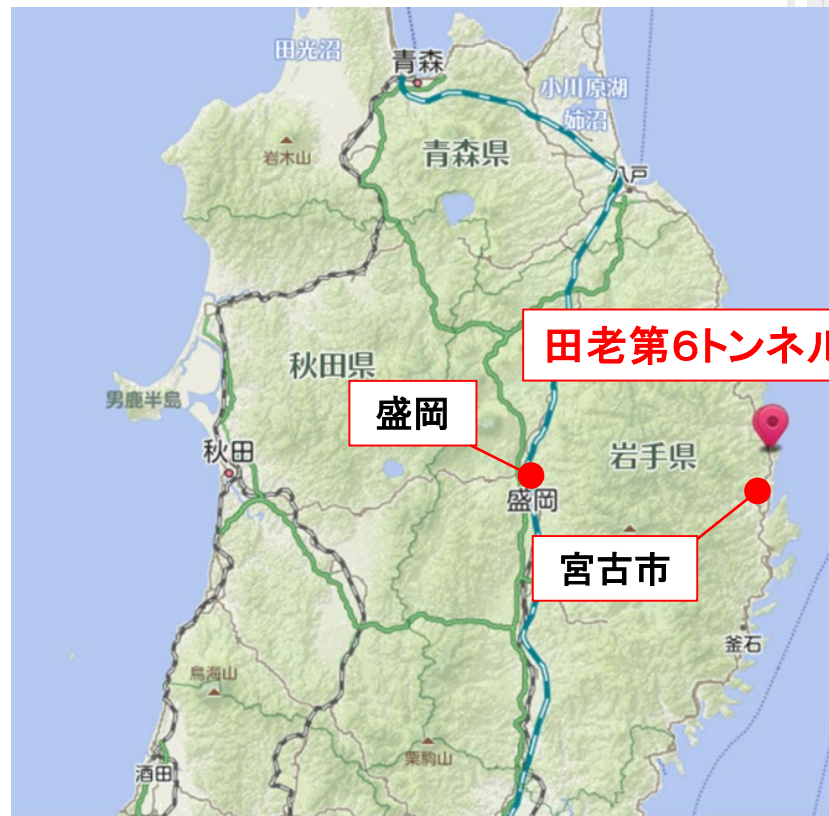 田光沼
青森
小川原湖
姉沼
岩木山
青森県
八戸
田老第6トンネル
秋田県
盛岡
男鹿半島
秋田
岩手県
盛岡
宮古市
釜石
鳥海山
栗駒山
酒田